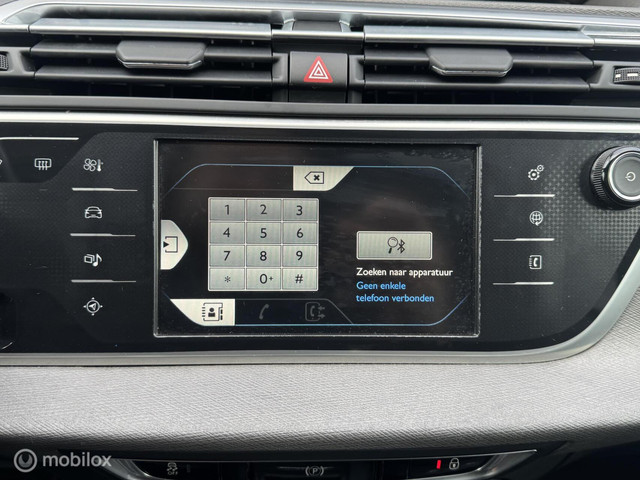 1 2 3
4 5 6
7 8 9
* 0+ #
Zoeken naar apparatuur
Geen enkele
telefoon verbonden
(P)
mobilox